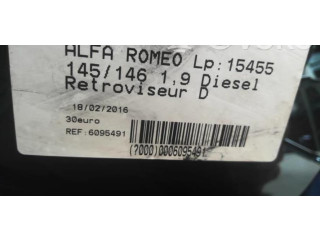 ALFA ROMEO Lp:15455
145/146 1,9 Diesel
Retroviseur D
18/02/2016
30euro
REF:6095491
(7000)0006095491